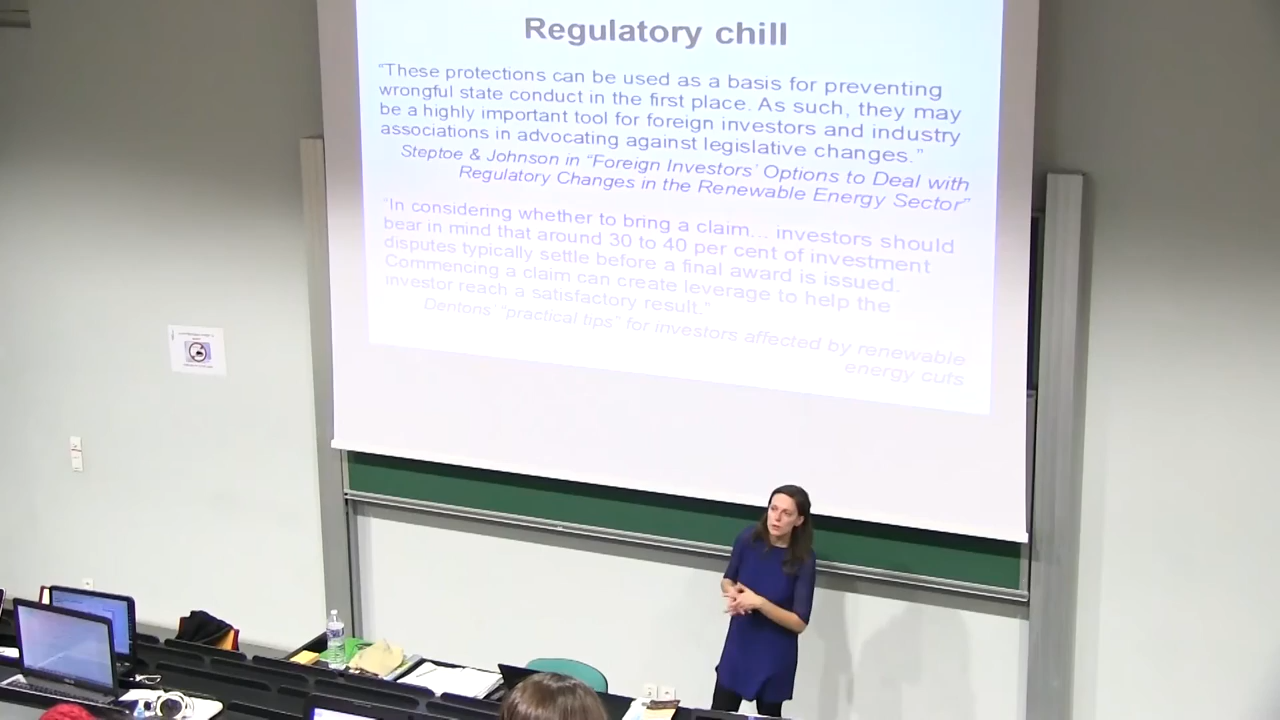 Regulatory chill
“These protections can be used as a basis for preventing
wrongful state conduct in the first place. As such, they may
be a highly important tool for foreign investors and industry
associations in advocating against legislative changes.”
Steptoe & Johnson in “Foreign Investors’ Options to Deal with
Regulatory Changes in the Renewable Energy Sector”
“In considering whether to bring a claim... investors should
bear in mind that around 30 to 40 per cent of investment
disputes typically settle before a final award is issued.
Commencing a claim can create leverage to help the
investor reach a satisfactory result.”
Dentons’ “practical tips” for investors affected by renewable
energy cuts